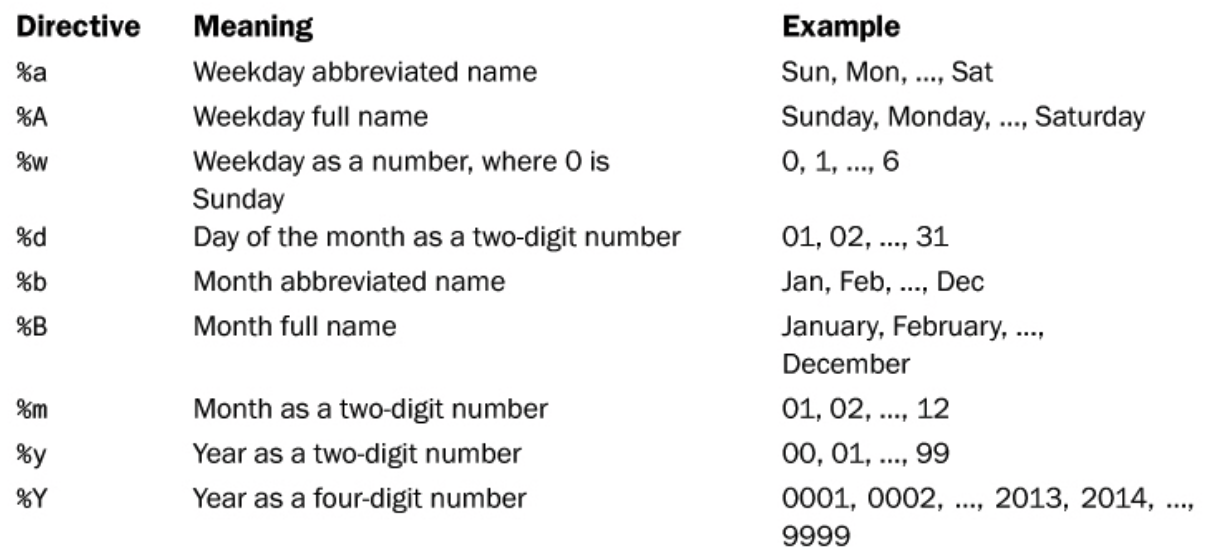 Directive Meaning Example
%a Weekday abbreviated name Sun, Mon, ..., Sat
%A Weekday full name Sunday, Monday, ..., Saturday
%w Weekday as a number, where 0 is 0, 1, ..., 6
Sunday
%d Day of the month as a two-digit number 01, 02, ..., 31
%b Month abbreviated name Jan, Feb, ..., Dec
%B Month full name January, February, ...,
December
%m Month as a two-digit number 01, 02, ..., 12
%y Year as a two-digit number 00, 01, ..., 99
%Y Year as a four-digit number 0001, 0002, ..., 2013, 2014, ...,
9999